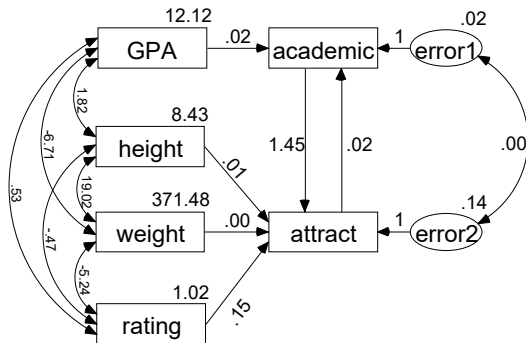 12.12
.02
GPA
.02
academic
1
error1
1.82
8.43
-6.71
height
1.45
.02
.00
.01
.53
19.02
371.48
.14
-.47
weight
.00
attract
1
error2
-5.24
1.02
rating
.15